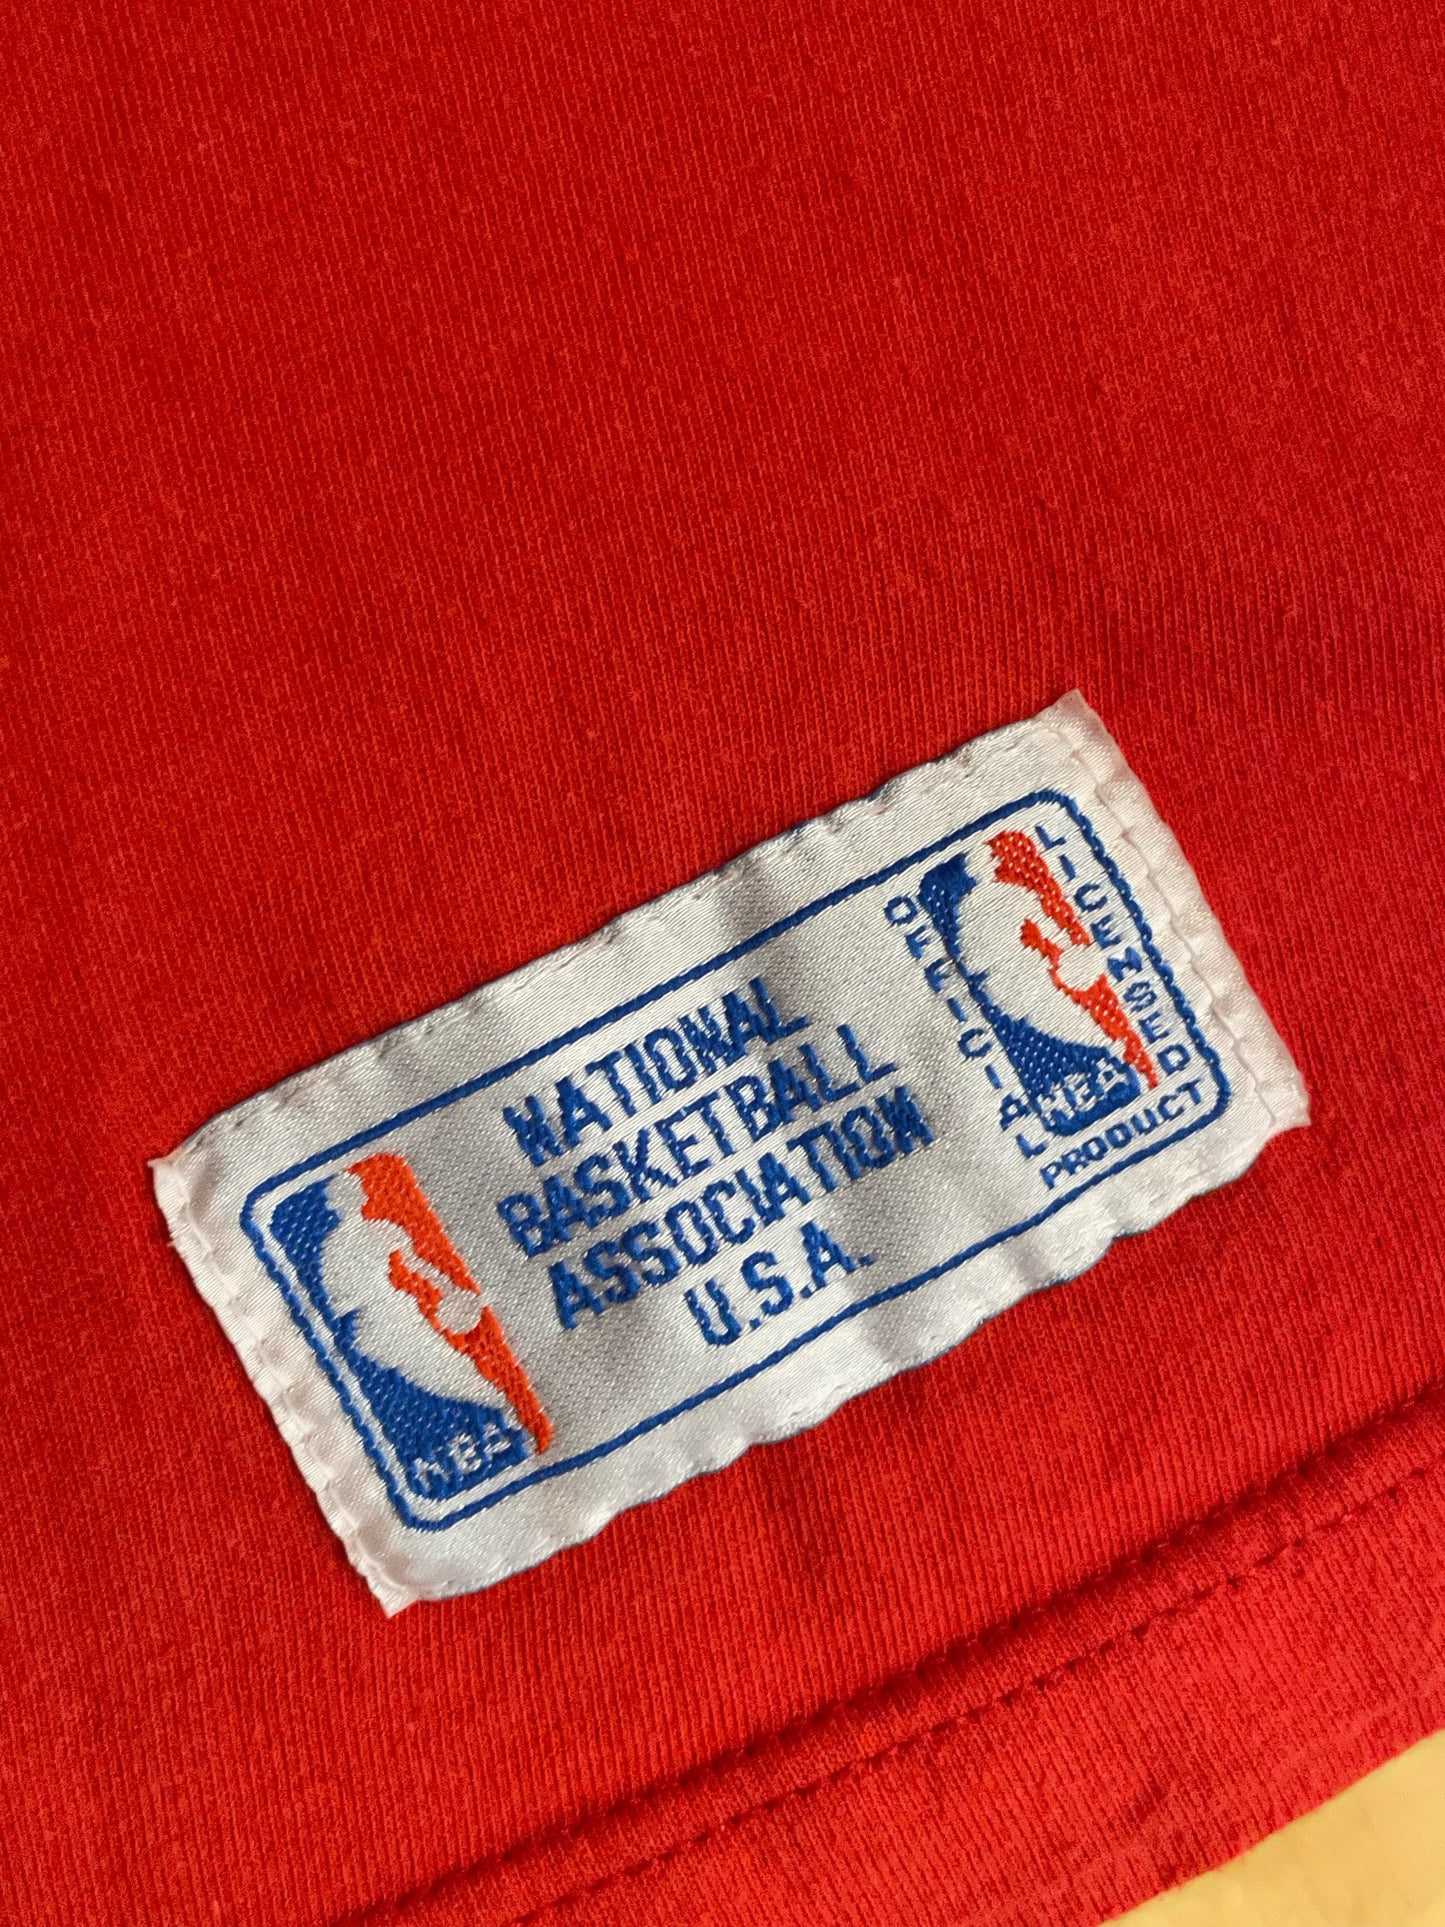 NBA
NATIONAL
BASKETBALL
ASSOCIATION
U.S.A.
OFFICIAL
LICENSED
NBA
PRODUCT